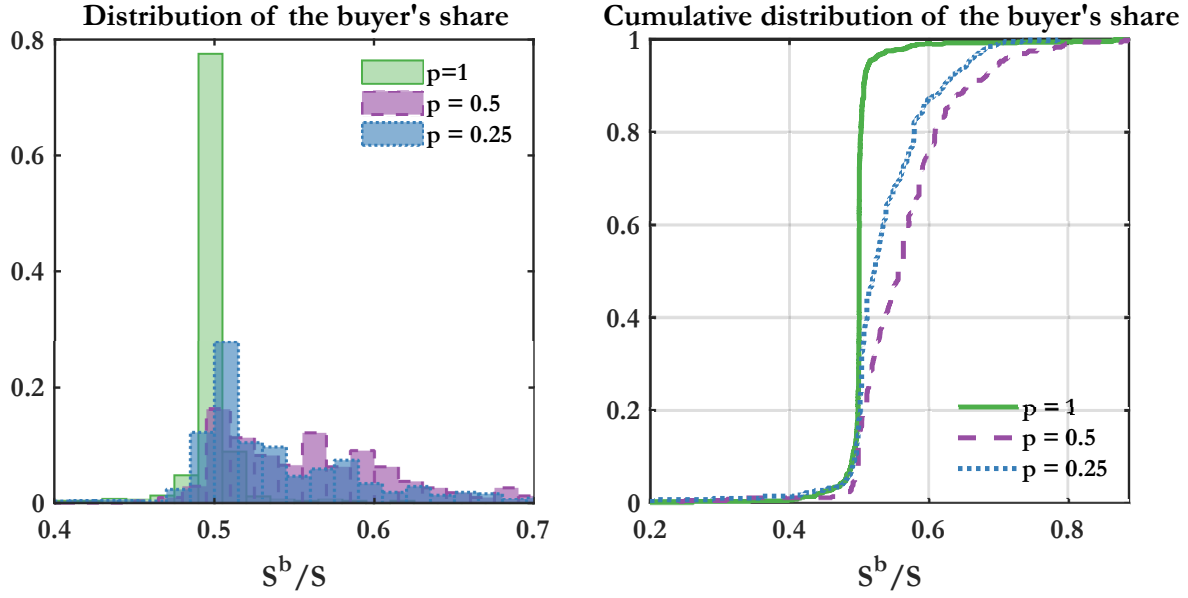 Distribution of the buyer's share
0.8
0.6
0.4
0.2
0
0.4
0.5
0.6
0.7
p=1
p = 0.5
p = 0.25
S^b/S
Cumulative distribution of the buyer's share
1
0.8
0.6
0.4
0.2
0
0.2
0.4
0.6
0.8
p = 1
p = 0.5
p = 0.25
S^b/S